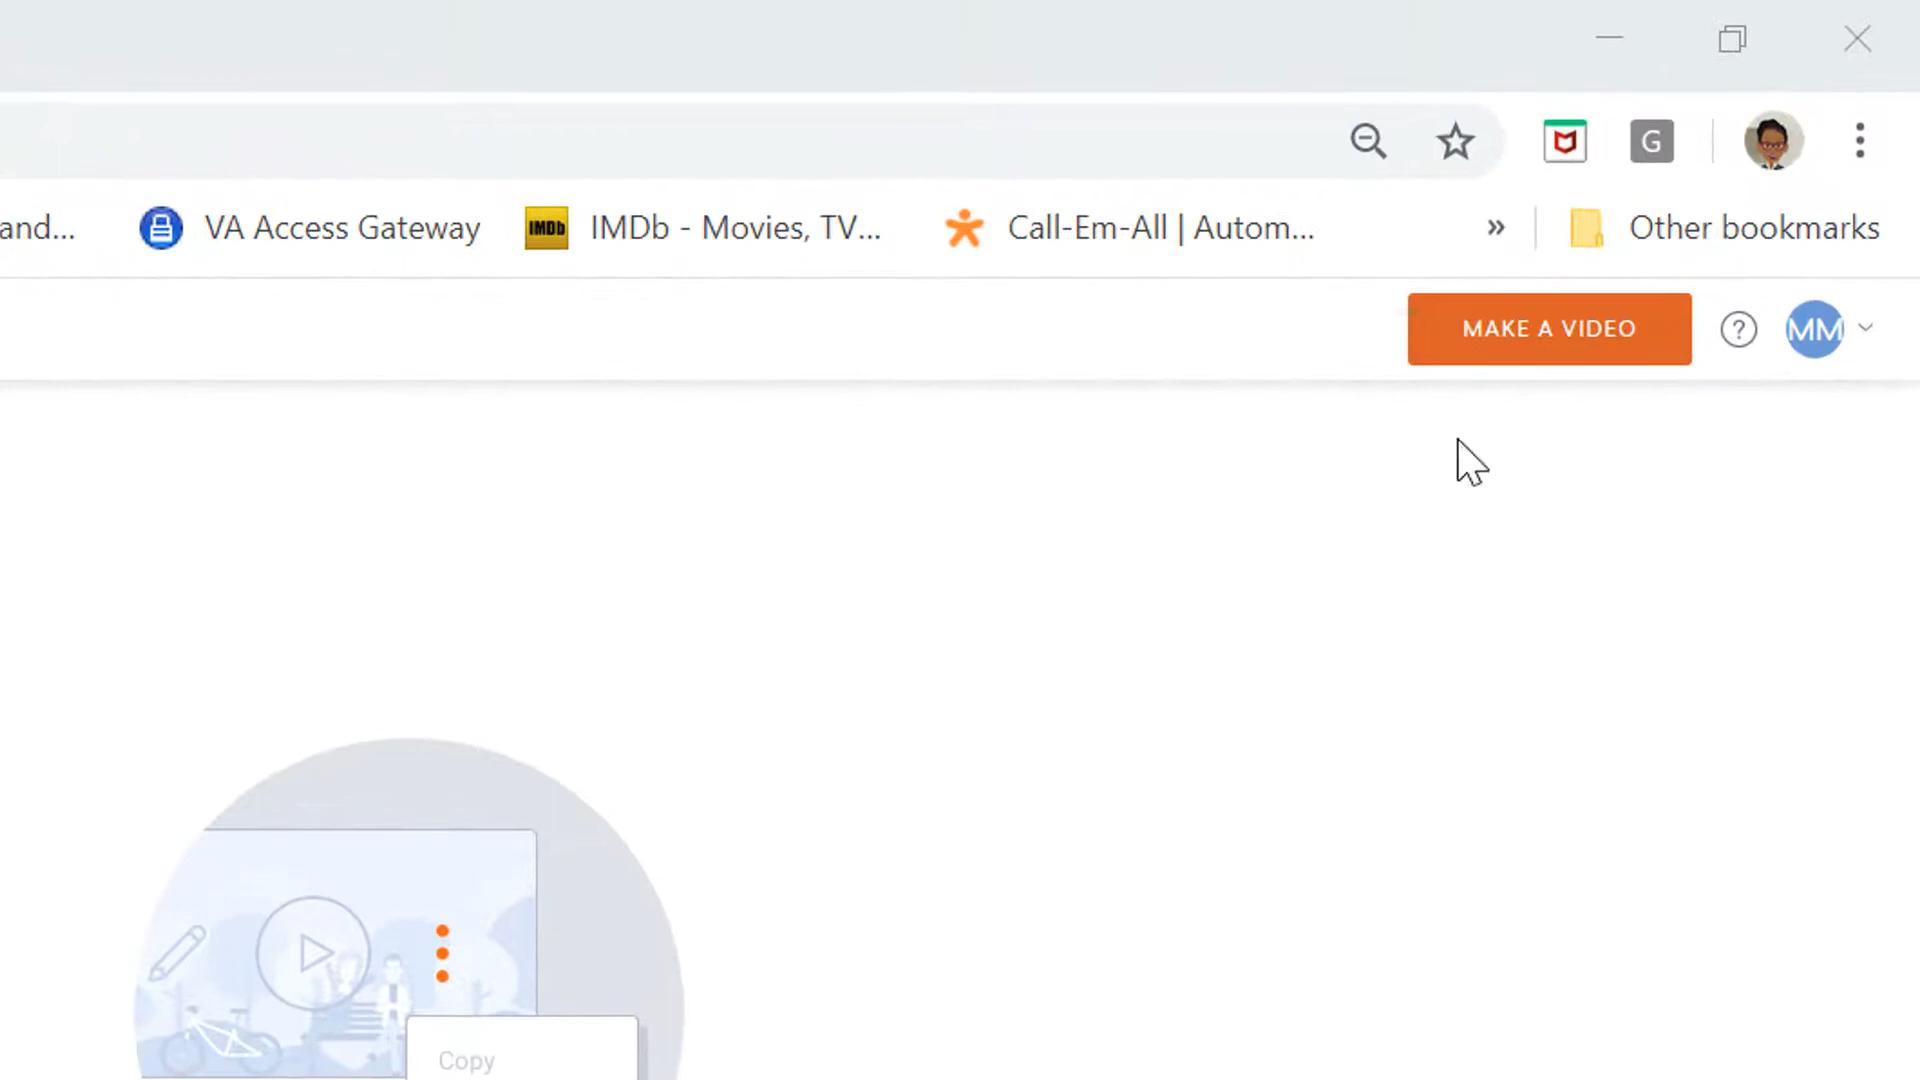 G
and...
VA Access Gateway
IMDb
IMDb - Movies, TV...
Call-Em-All | Autom...
»
Other bookmarks
MAKE A VIDEO
?
MM
Copy